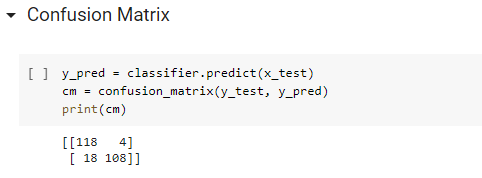 Confusion Matrix
[ ] y_pred = classifier.predict(x_test)
cm = confusion_matrix(y_test, y_pred)
print(cm)
[[118   4]
 [ 18 108]]